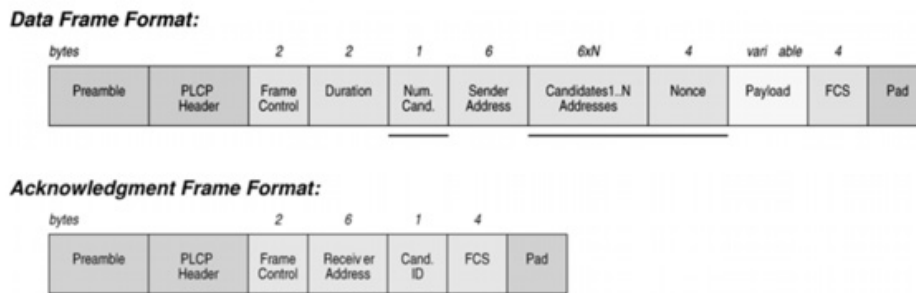 Data Frame Format:
bytes 2 2 1 6 6xN 4 vari able 4
Preamble PLCP Header Frame Control Duration Num. Cand. Sender Address Candidates1..N Addresses Nonce Payload FCS Pad
Acknowledgment Frame Format:
bytes 2 6 1 4
Preamble PLCP Header Frame Control Receiv er Address Cand. ID FCS Pad